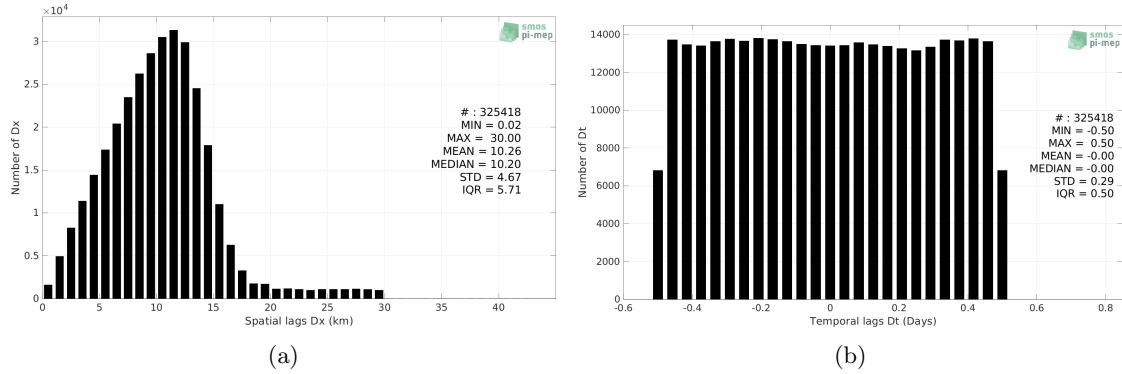 ×10⁴
3
2.5
2
1.5
1
0.5
0
0 5 10 15 20 25 30 35 40
Number of Dx
Spatial lags Dx (km)
smos
pi-mep
# : 325418
MIN = 0.02
MAX = 30.00
MEAN = 10.26
MEDIAN = 10.20
STD = 4.67
IQR = 5.71
(a)
14000
12000
10000
8000
6000
4000
2000
0
-0.6 -0.4 -0.2 0 0.2 0.4 0.6 0.8
Number of Dt
Temporal lags Dt (Days)
smos
pi-mep
# : 325418
MIN = -0.50
MAX = 0.50
MEAN = -0.00
MEDIAN = -0.00
STD = 0.29
IQR = 0.50
(b)